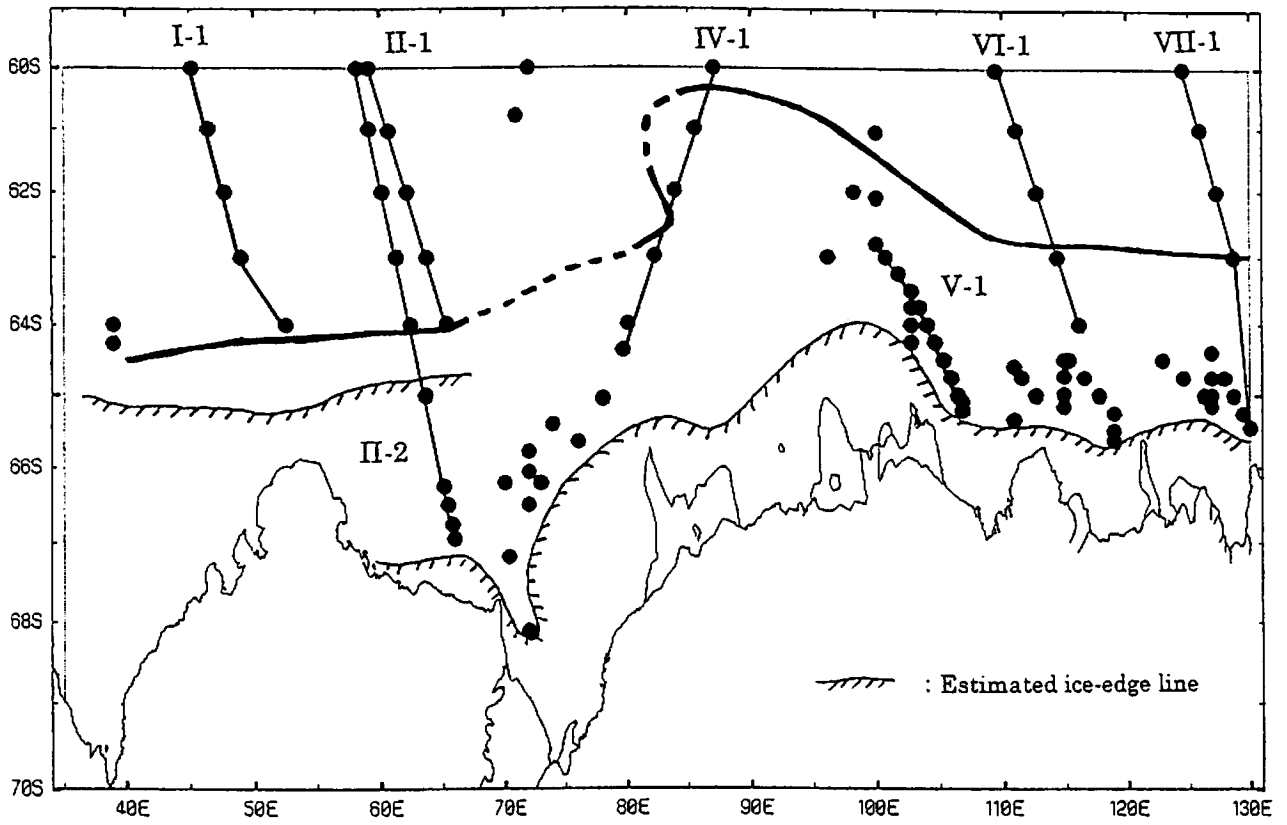 I-1
II-1
IV-1
VI-1
VII-1
60S
62S
V-1
64S
II-2
66S
68S
: Estimated ice-edge line
70S
40E 50E 60E 70E 80E 90E 100E 110E 120E 130E